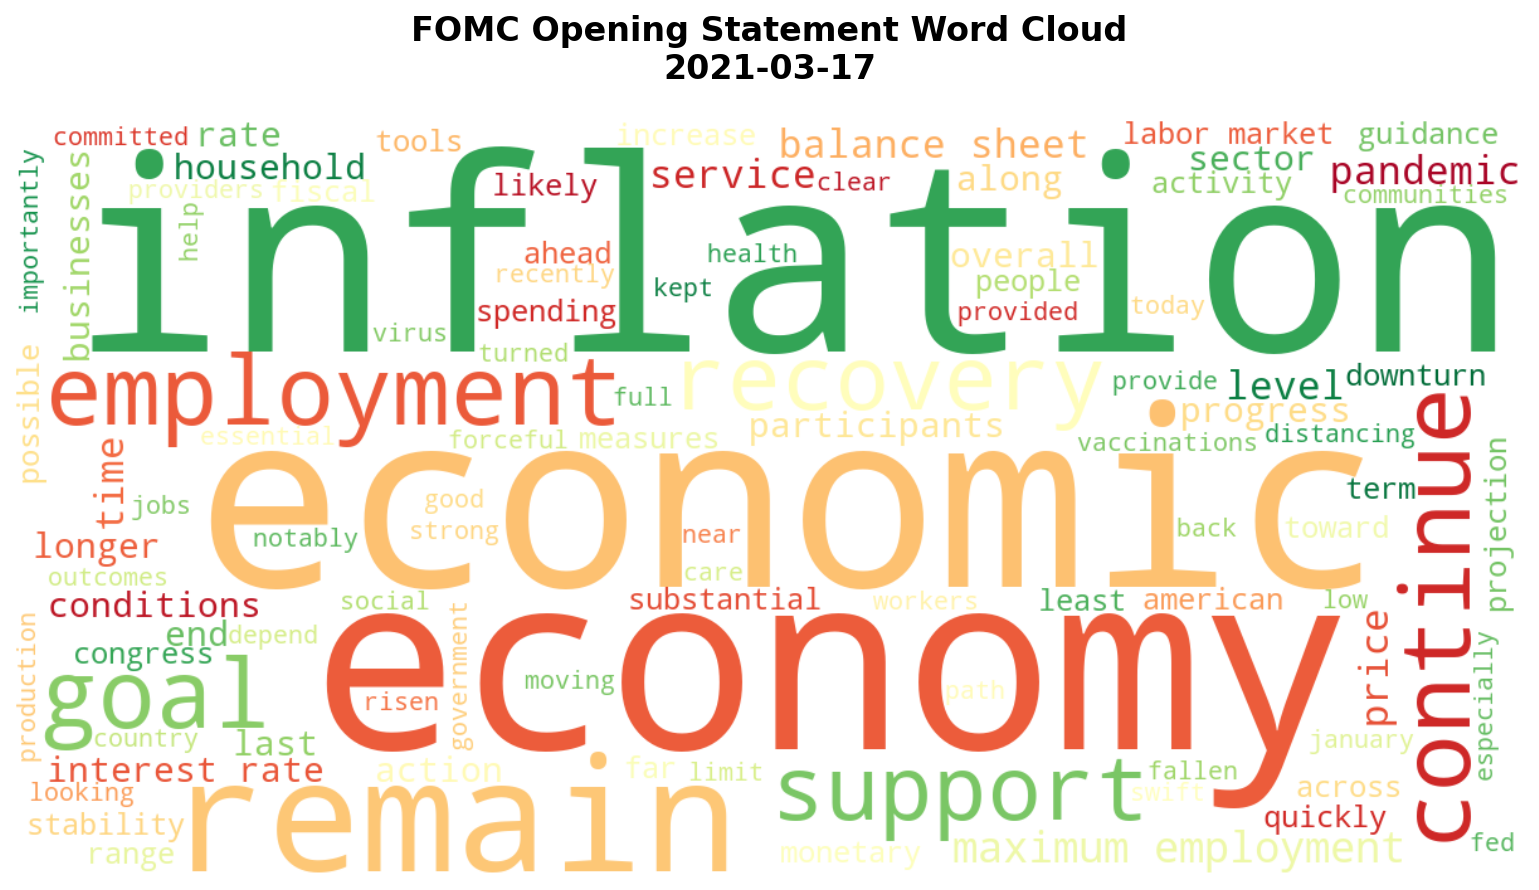 FOMC Opening Statement Word Cloud
2021-03-17
committed
rate
tools
increase
balance sheet
labor market
guidance
importantly
businesses
household
providers
fiscal
help
likely
service
clear
along
sector
activity
pandemic
communities
inflation
ahead
recently
health
kept
overall
people
spending
provided
today
virus
turned
possible
employment
full
recovery
provide
level
downturn
progress
participants
essential
forceful
measures
vaccinations
distancing
time
economic
continue
projection
jobs
good
strong
notably
near
back
toward
term
longer
outcomes
care
conditions
social
substantial
workers
least
american
low
end
depend
congress
government
economy
price
especially
production
goal
risen
moving
path
country
last
january
interest rate
action
far
limit
support
fallen
swift
across
looking
remain
stability
quickly
range
monetary
maximum employment
fed